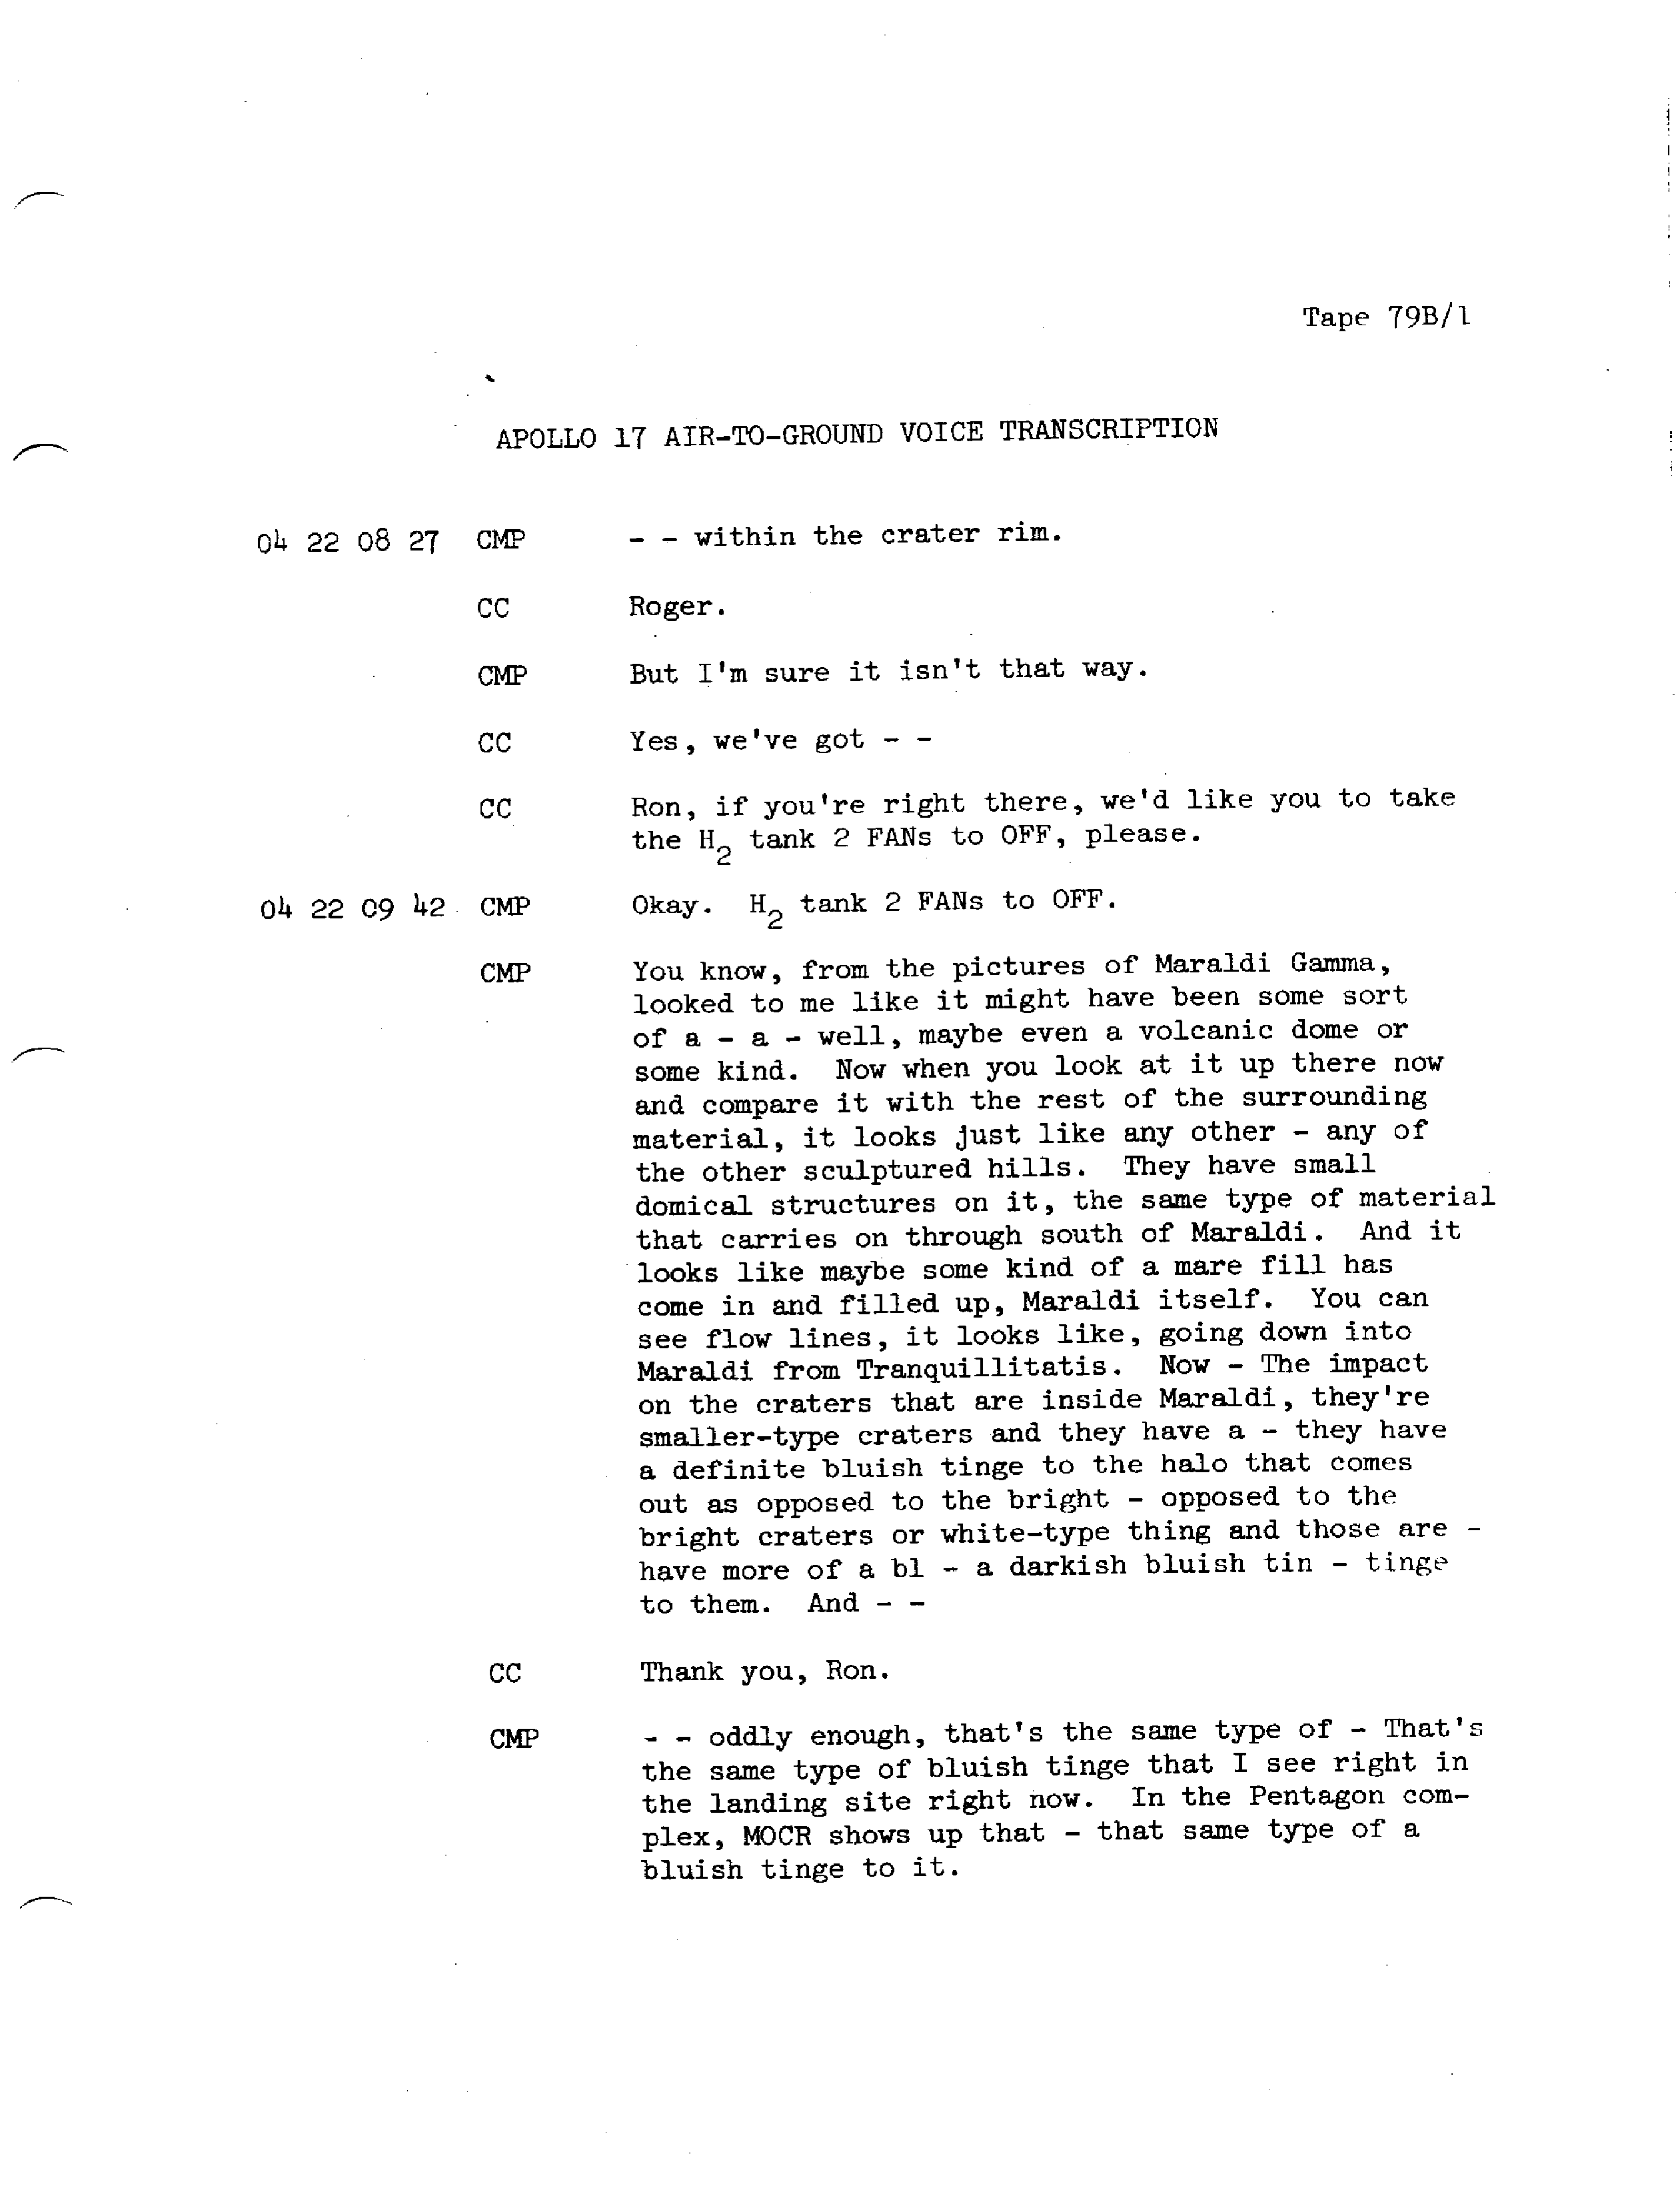 Tape 79B/1
APOLLO 17 AIR-TO-GROUND VOICE TRANSCRIPTION
04 22 08 27 CMP - - within the crater rim.
CC Roger.
CMP But I'm sure it isn't that way.
CC Yes, we've got - -
CC Ron, if you're right there, we'd like you to take
the H2 tank 2 FANs to OFF, please.
04 22 09 42 CMP Okay. H2 tank 2 FANs to OFF.
CMP You know, from the pictures of Maraldi Gamma,
looked to me like it might have been some sort
of a - a - well, maybe even a volcanic dome or
some kind. Now when you look at it up there now
and compare it with the rest of the surrounding
material, it looks just like any other - any of
the other sculptured hills. They have small
domical structures on it, the same type of material
that carries on through south of Maraldi. And it
looks like maybe some kind of a mare fill has
come in and filled up, Maraldi itself. You can
see flow lines, it looks like, going down into
Maraldi from Tranquillitatis. Now - The impact
on the craters that are inside Maraldi, they're
smaller-type craters and they have a - they have
a definite bluish tinge to the halo that comes
out as opposed to the bright - opposed to the
bright craters or white-type thing and those are -
have more of a bl - a darkish bluish tin - tinge
to them. And - -
CC Thank you, Ron.
CMP - - oddly enough, that's the same type of - That's
the same type of bluish tinge that I see right in
the landing site right now. In the Pentagon com-
plex, MOCR shows up that - that same type of a
bluish tinge to it.